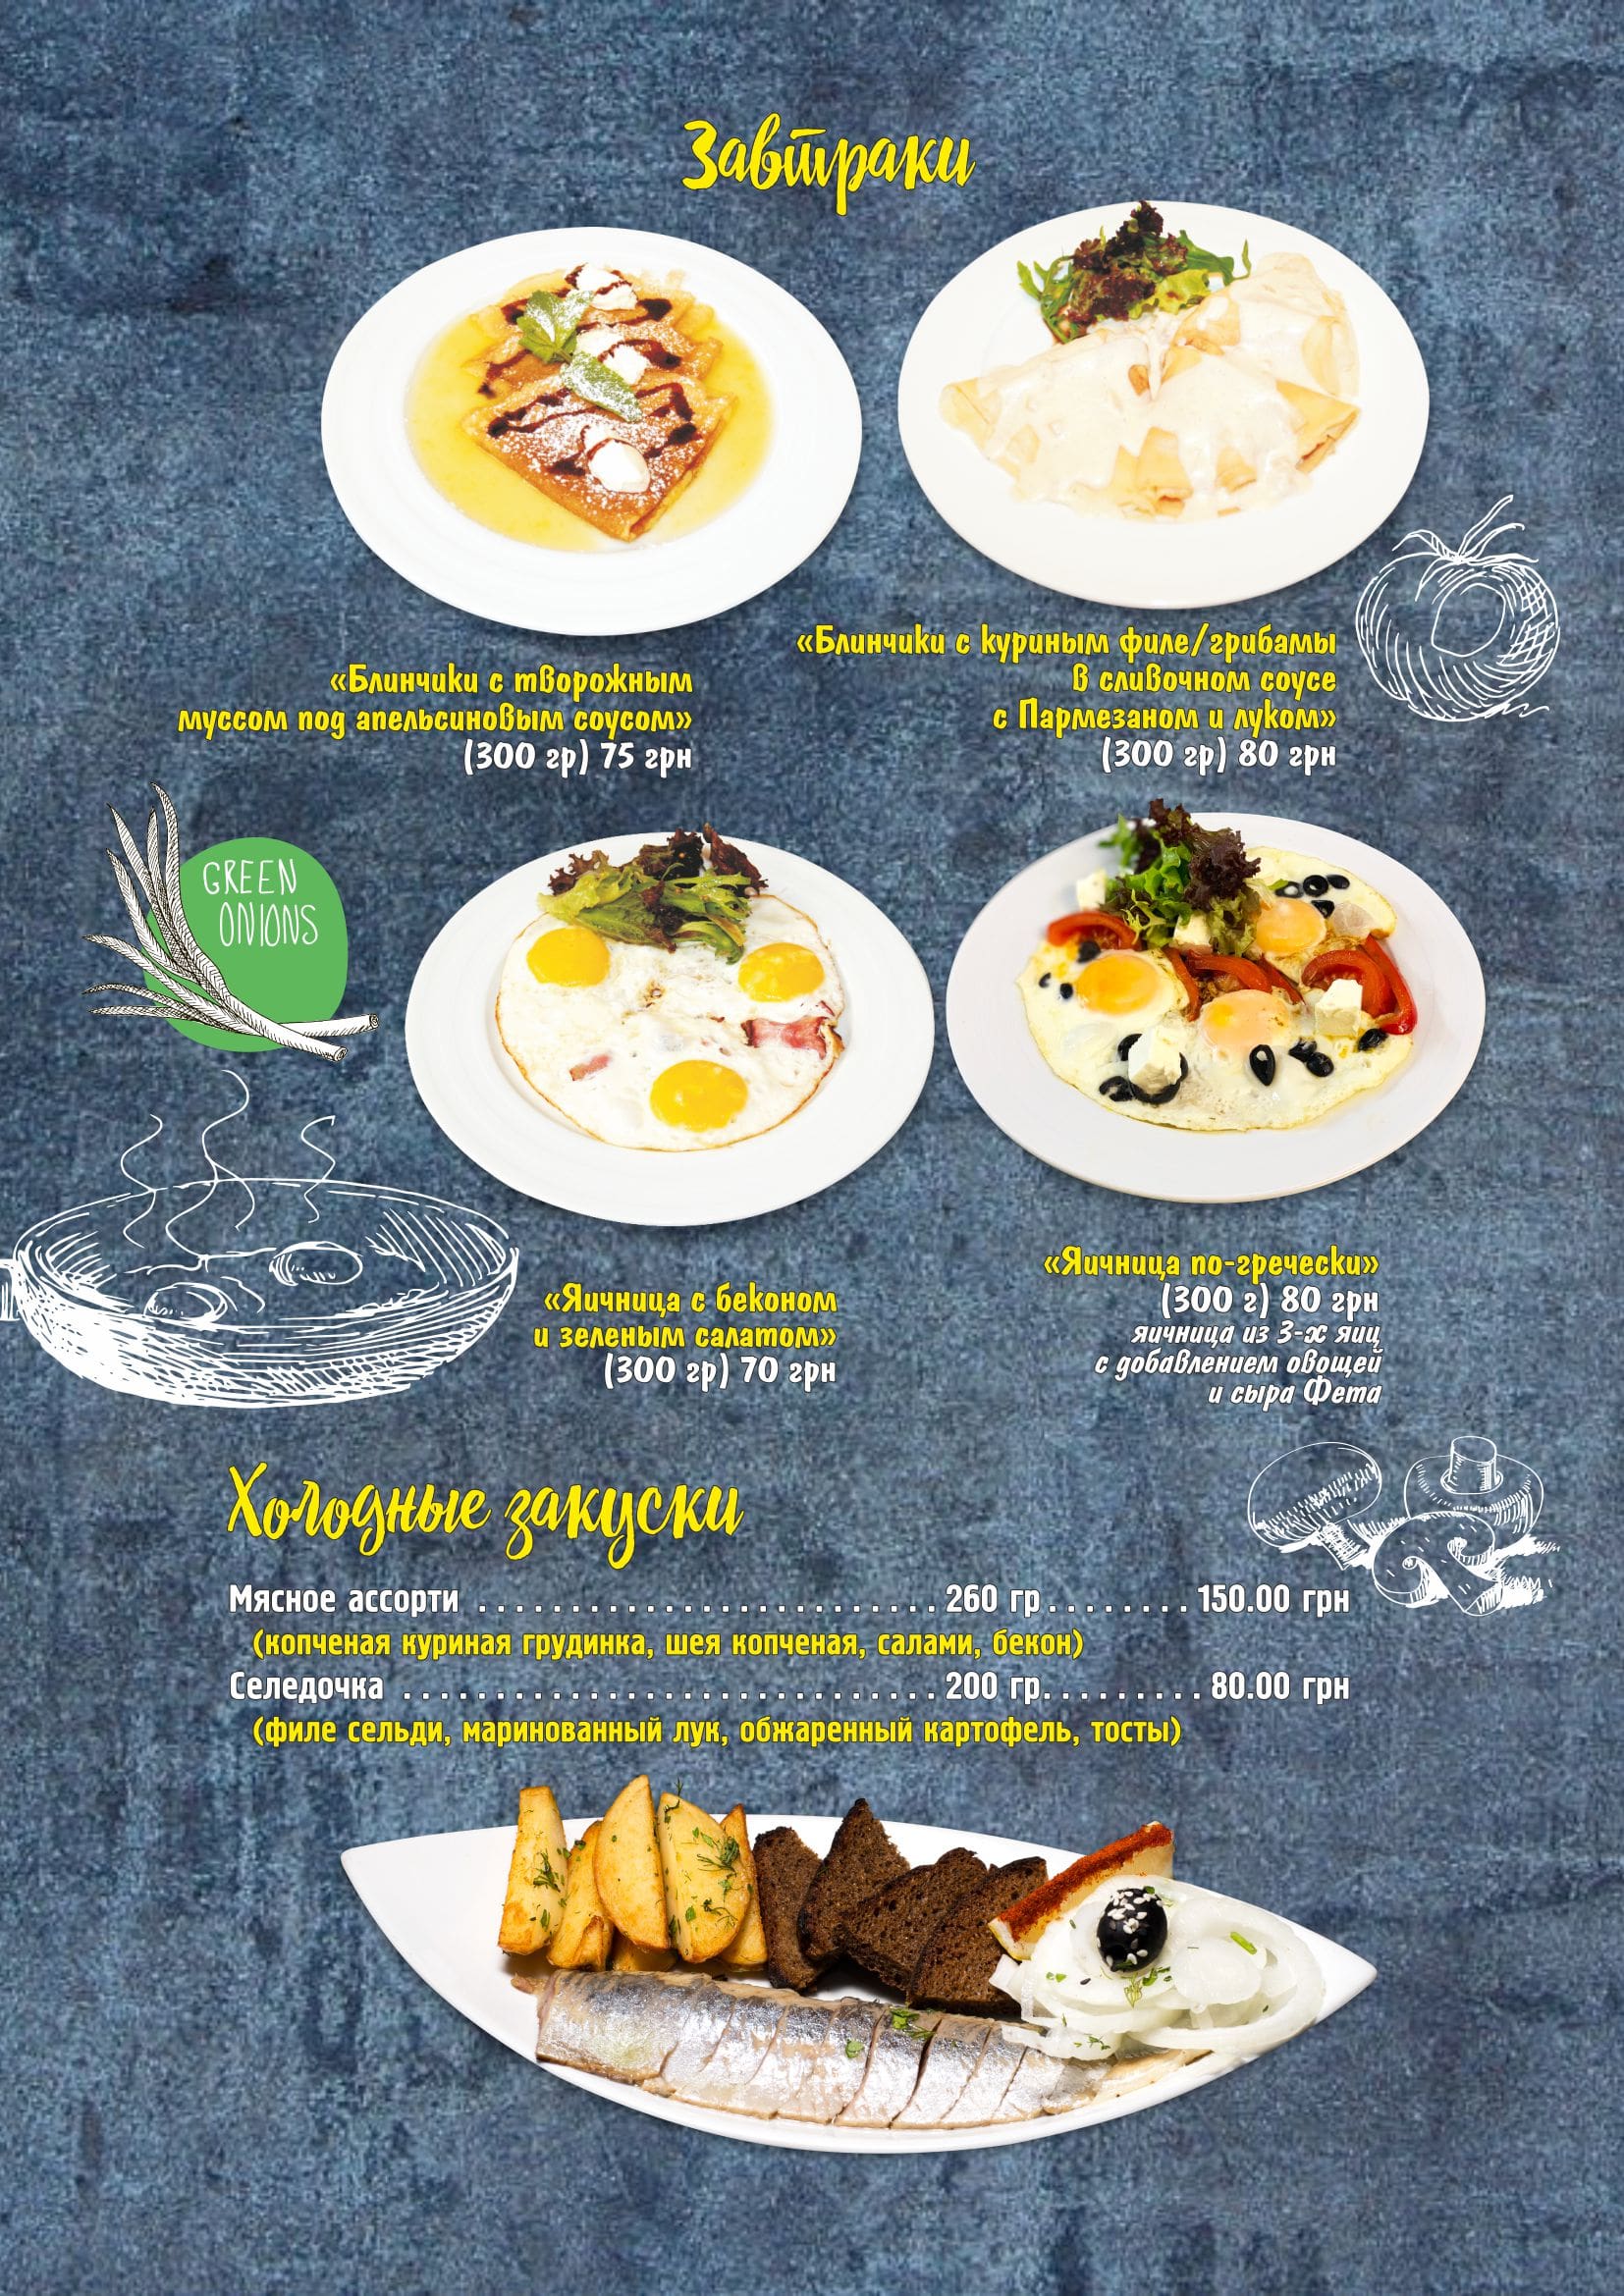 Завтраки
«Блинчики с творожным
муссом под апельсиновым соусом»
(300 гр) 75 грн
«Блинчики с куриным филе/грибамы
в сливочном соусе
с Пармезаном и луком»
(300 гр) 80 грн
GREEN
ONIONS
«Яичница с беконом
и зеленым салатом»
(300 гр) 70 грн
«Яичница по-гречески»
(300 г) 80 грн
яичница из 3-х яиц
с добавлением овощей
и сыра Фета
Холодные закуски
Мясное ассорти ......................... 260 гр........ 150.00 грн
(копченая куриная грудинка, шея копченая, салами, бекон)
Селедочка ............................. 200 гр......... 80.00 грн
(филе сельди, маринованный лук, обжаренный картофель, тосты)